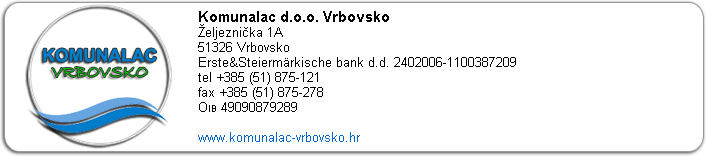 KOMUNALAC
VRBOVSKO
Komunalac d.o.o. Vrbovsko
Željeznička 1A
51326 Vrbovsko
Erste&Steiermärkische bank d.d. 2402006-1100387209
tel +385 (51) 875-121
fax +385 (51) 875-278
OIB 49090879289
www.komunalac-vrbovsko.hr